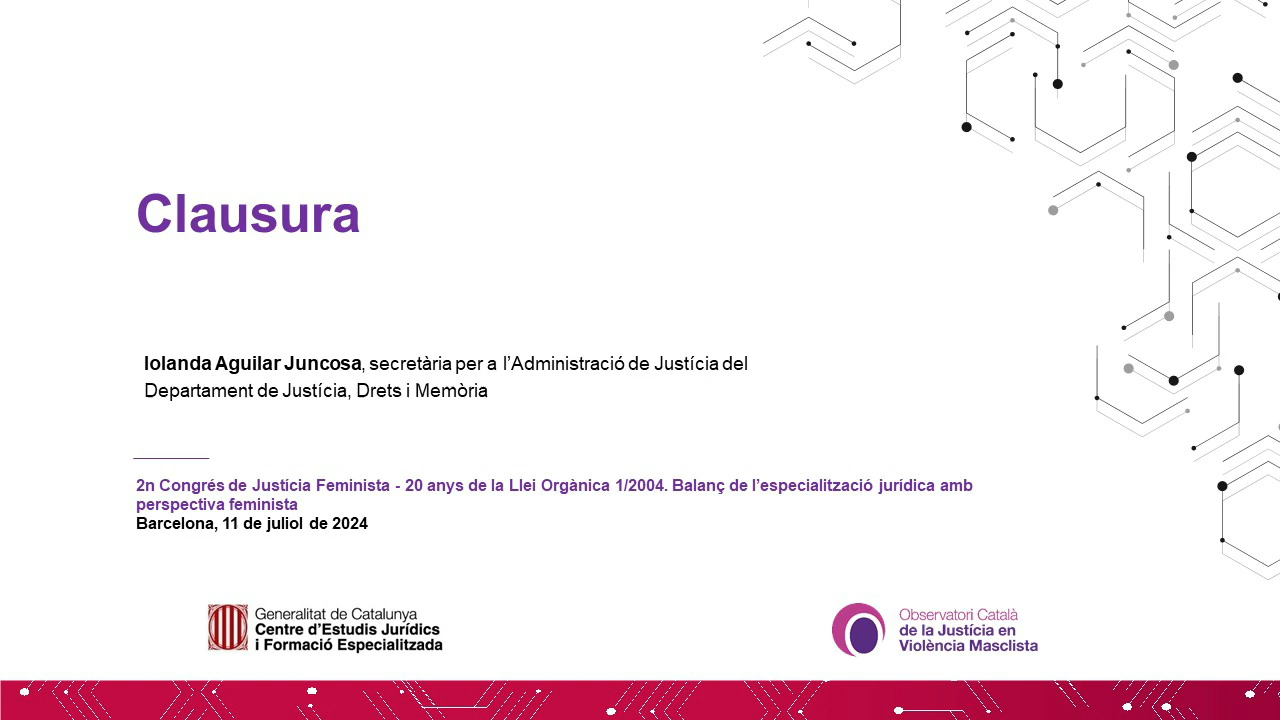 Clausura
Iolanda Aguilar Juncosa, secretària per a l’Administració de Justícia del
Departament de Justícia, Drets i Memòria
2n Congrés de Justícia Feminista - 20 anys de la Llei Orgànica 1/2004. Balanç de l’especialització jurídica amb
perspectiva feminista
Barcelona, 11 de juliol de 2024
Generalitat de Catalunya
Centre d’Estudis Jurídics
i Formació Especialitzada
Observatori Català
de la Justícia en
Violència Masclista